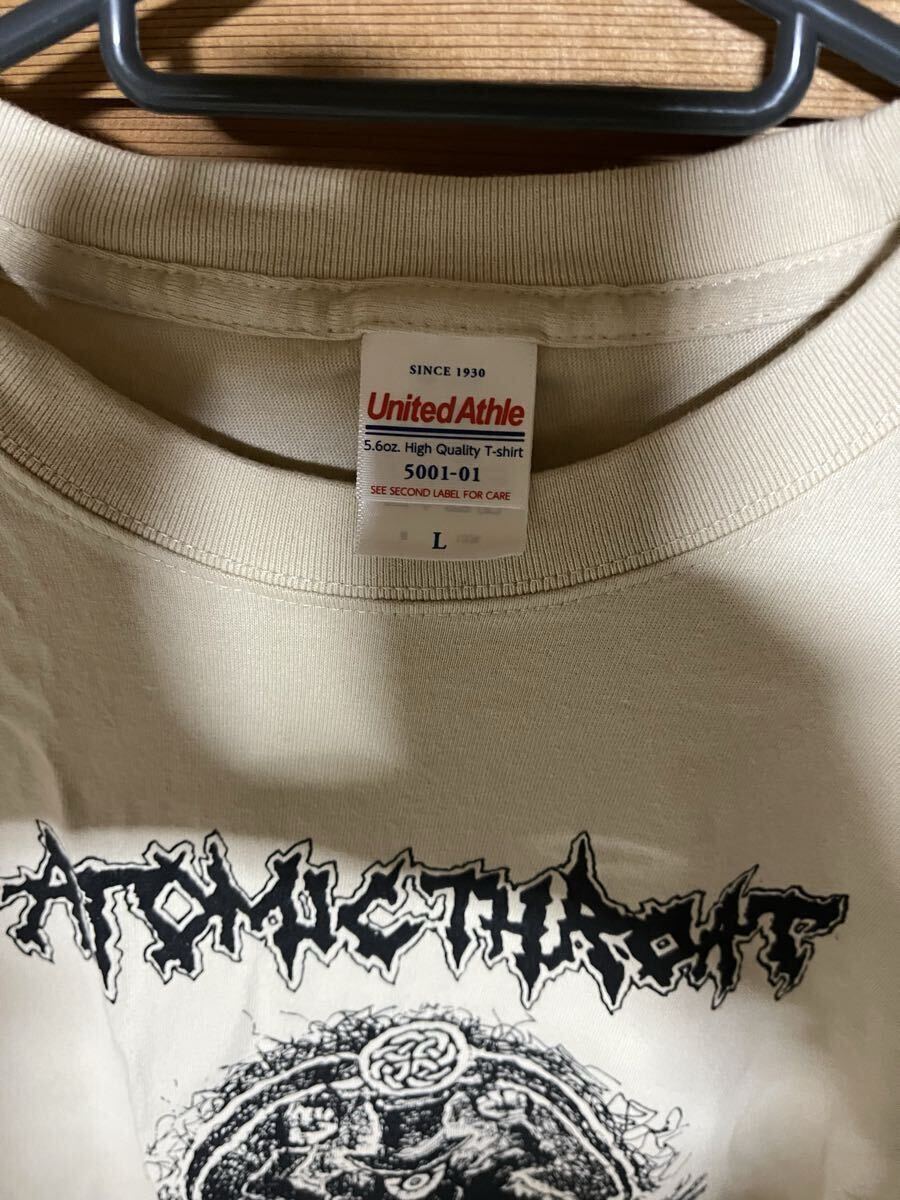 SINCE 1930
United Athle
5.6oz. High Quality T-shirt
5001-01
SEE SECOND LABEL FOR CARE
L
ATOMIC THROAT